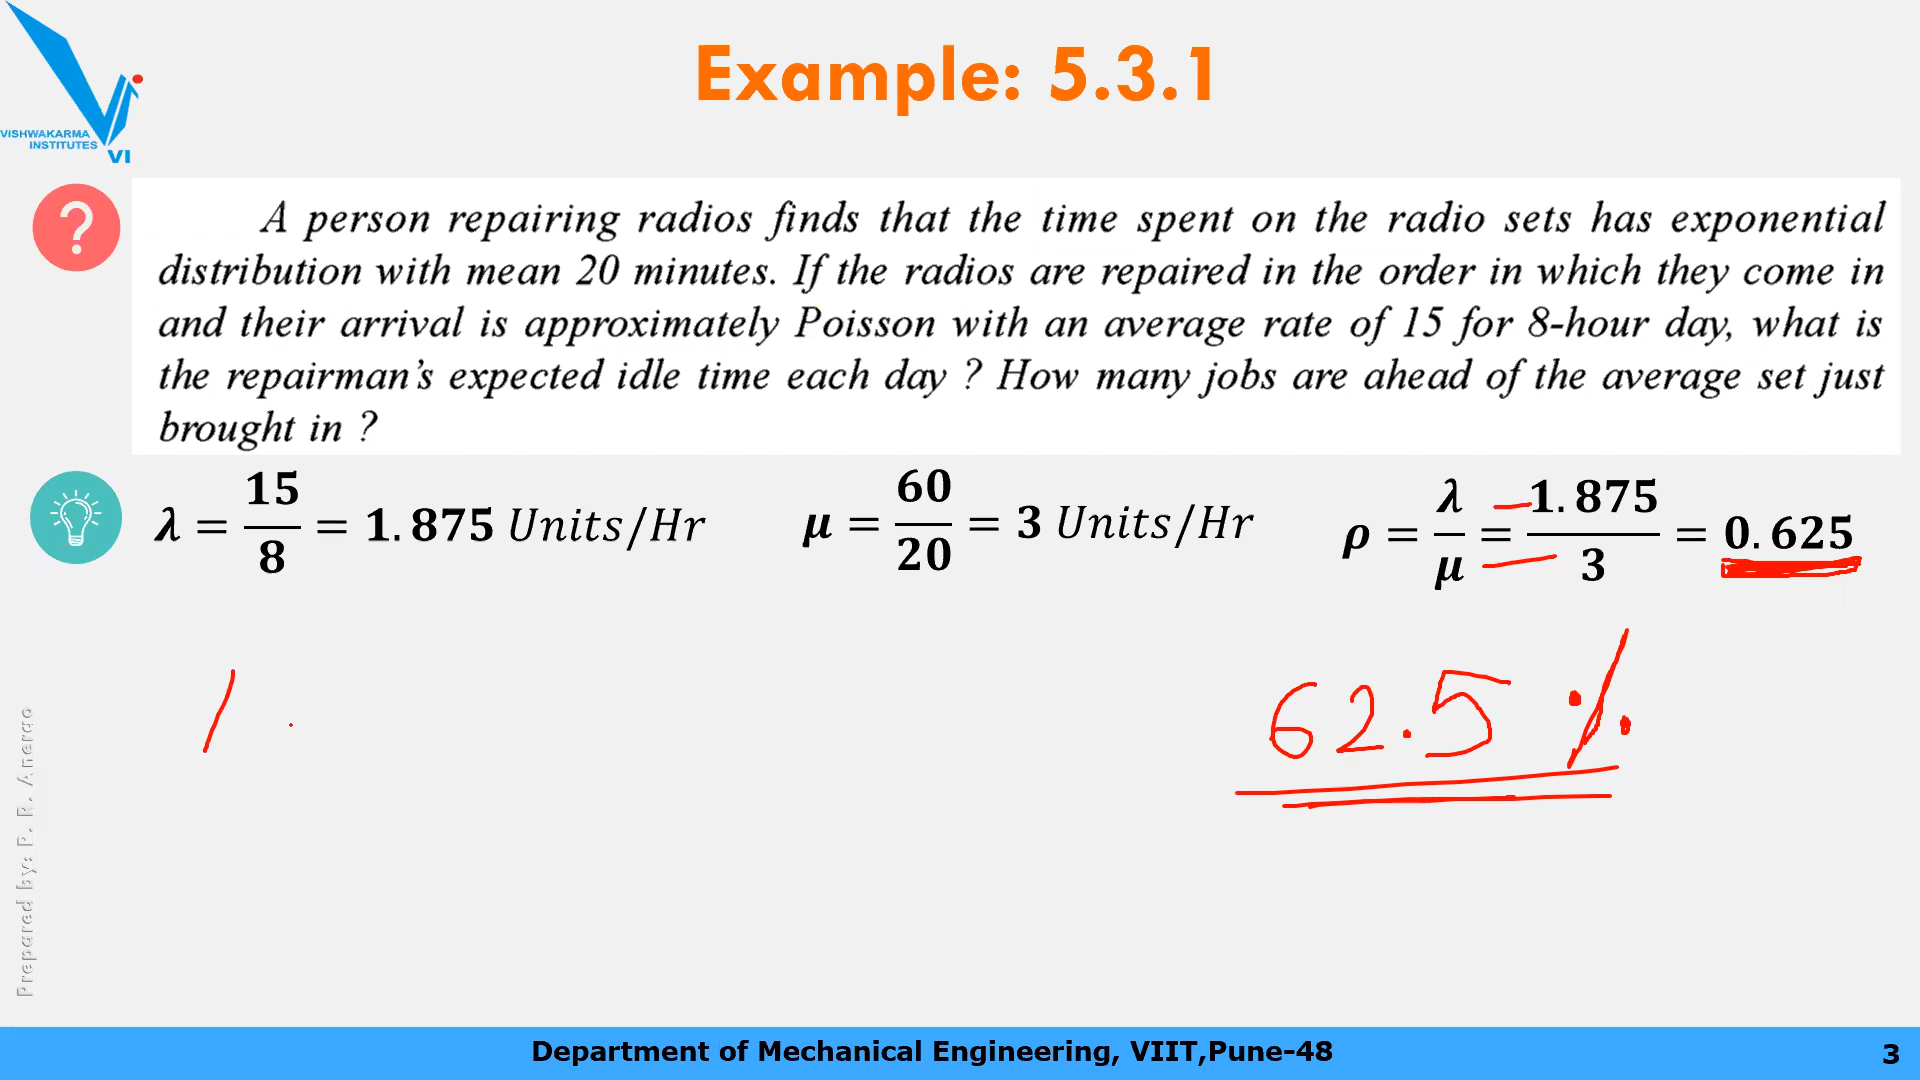 Example: 5.3.1
VISHWAKARMA
INSTITUTES
VI
?
A person repairing radios finds that the time spent on the radio sets has exponential
distribution with mean 20 minutes. If the radios are repaired in the order in which they come in
and their arrival is approximately Poisson with an average rate of 15 for 8-hour day, what is
the repairman's expected idle time each day ? How many jobs are ahead of the average set just
brought in ?
λ = 15/8 = 1.875 Units/Hr
μ = 60/20 = 3 Units/Hr
ρ = λ/μ = 1.875/3 = 0.625
62.5 %
Prepared by: P. R. Anerao
Department of Mechanical Engineering, VIIT,Pune-48
3